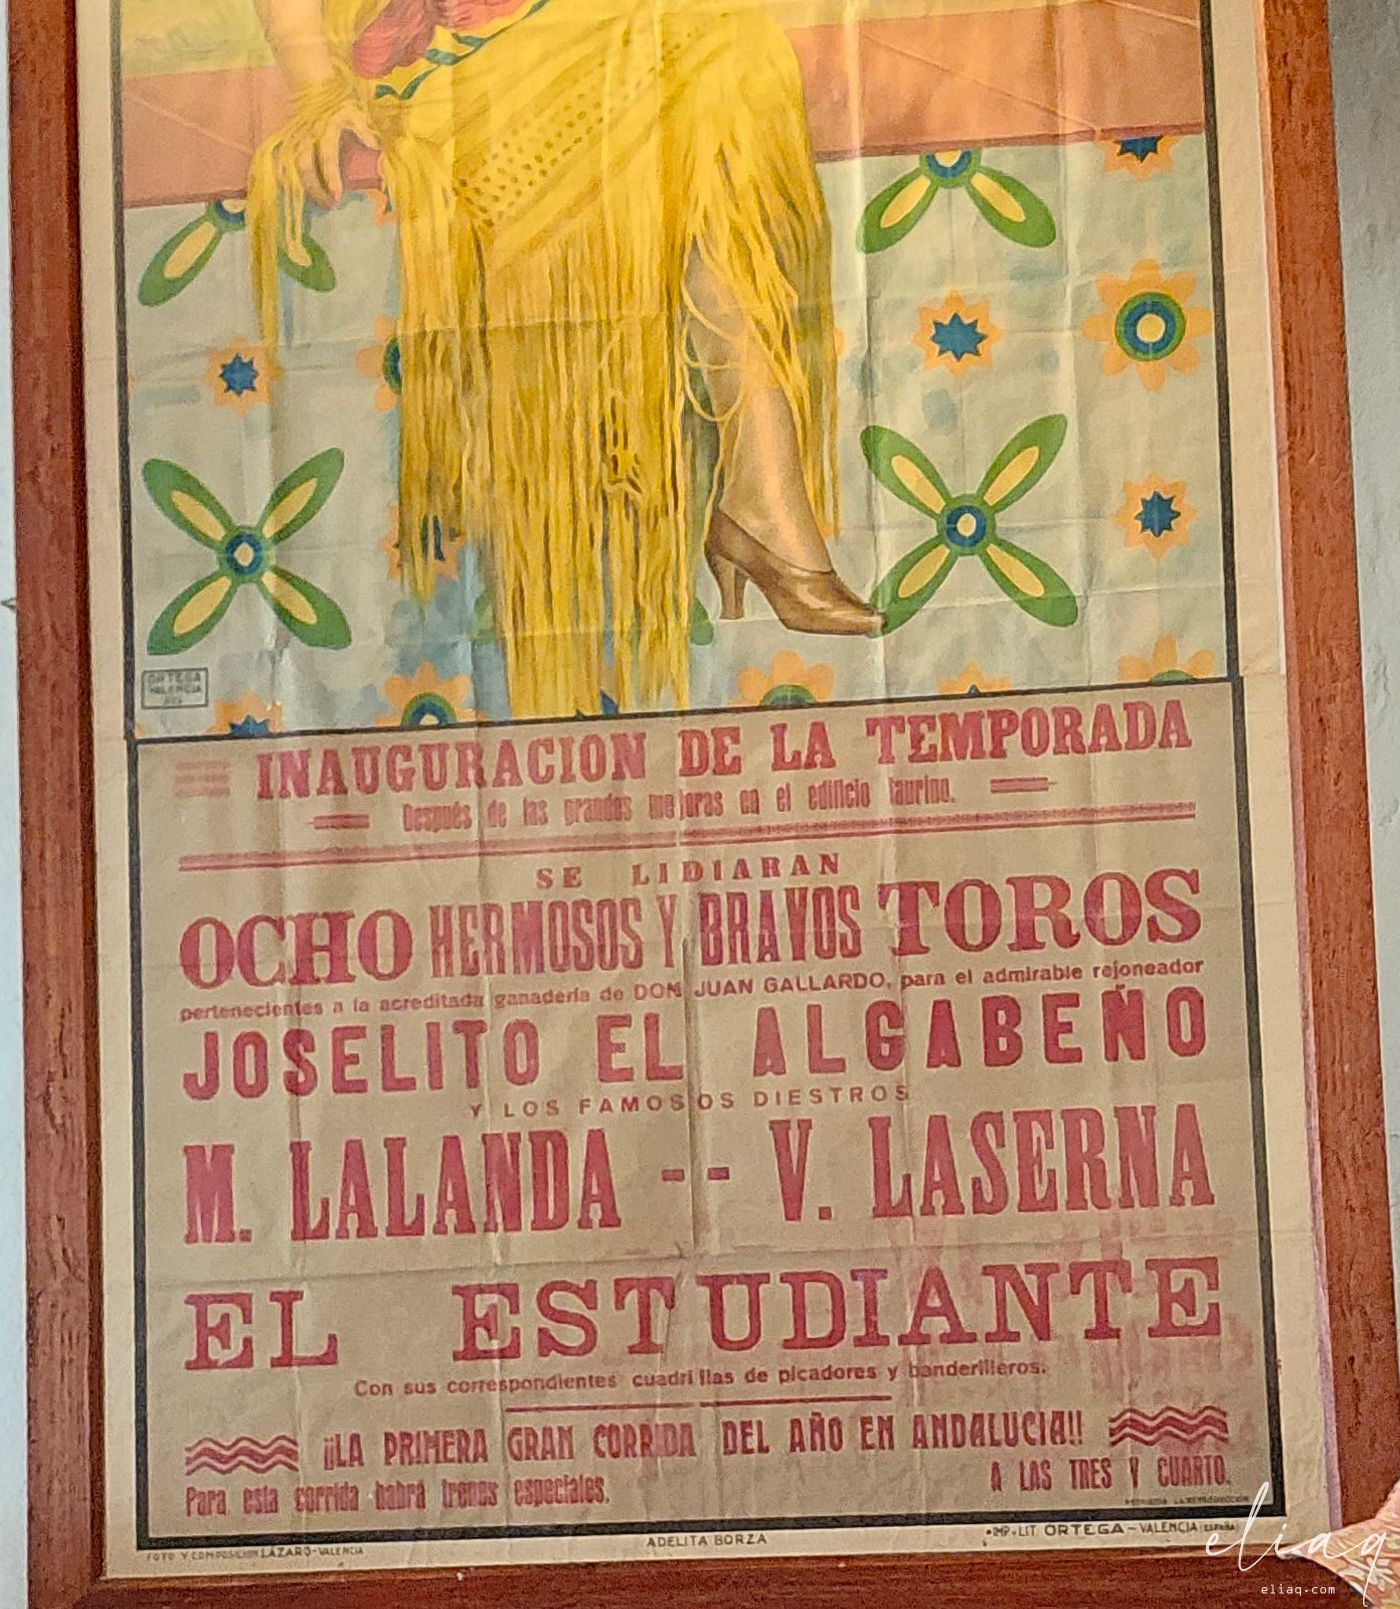 ORTEGA
VALENCIA
INAUGURACION DE LA TEMPORADA
Después de las grandes mejoras en el edificio taurino.
SE LIDIARAN
OCHO HERMOSOS Y BRAVOS TOROS
pertenecientes a la acreditada ganadería de DON JUAN GALLARDO, para el admirable rejoneador
JOSELITO EL ALGABEÑO
Y LOS FAMOSOS DIESTROS
M. LALANDA -- V. LASERNA
EL ESTUDIANTE
Con sus correspondientes cuadrillas de picadores y banderilleros.
¡¡LA PRIMERA GRAN CORRIDA DEL AÑO EN ANDALUCIA!!
Para esta corrida habrá trenes especiales.
A LAS TRES Y CUARTO.
FOTO Y COMPOSICION LÁZARO-VALENCIA
ADELITA BORZA
IMP.-LIT. ORTEGA-VALENCIA (ESPAÑA)
eliaq
eliaq.com